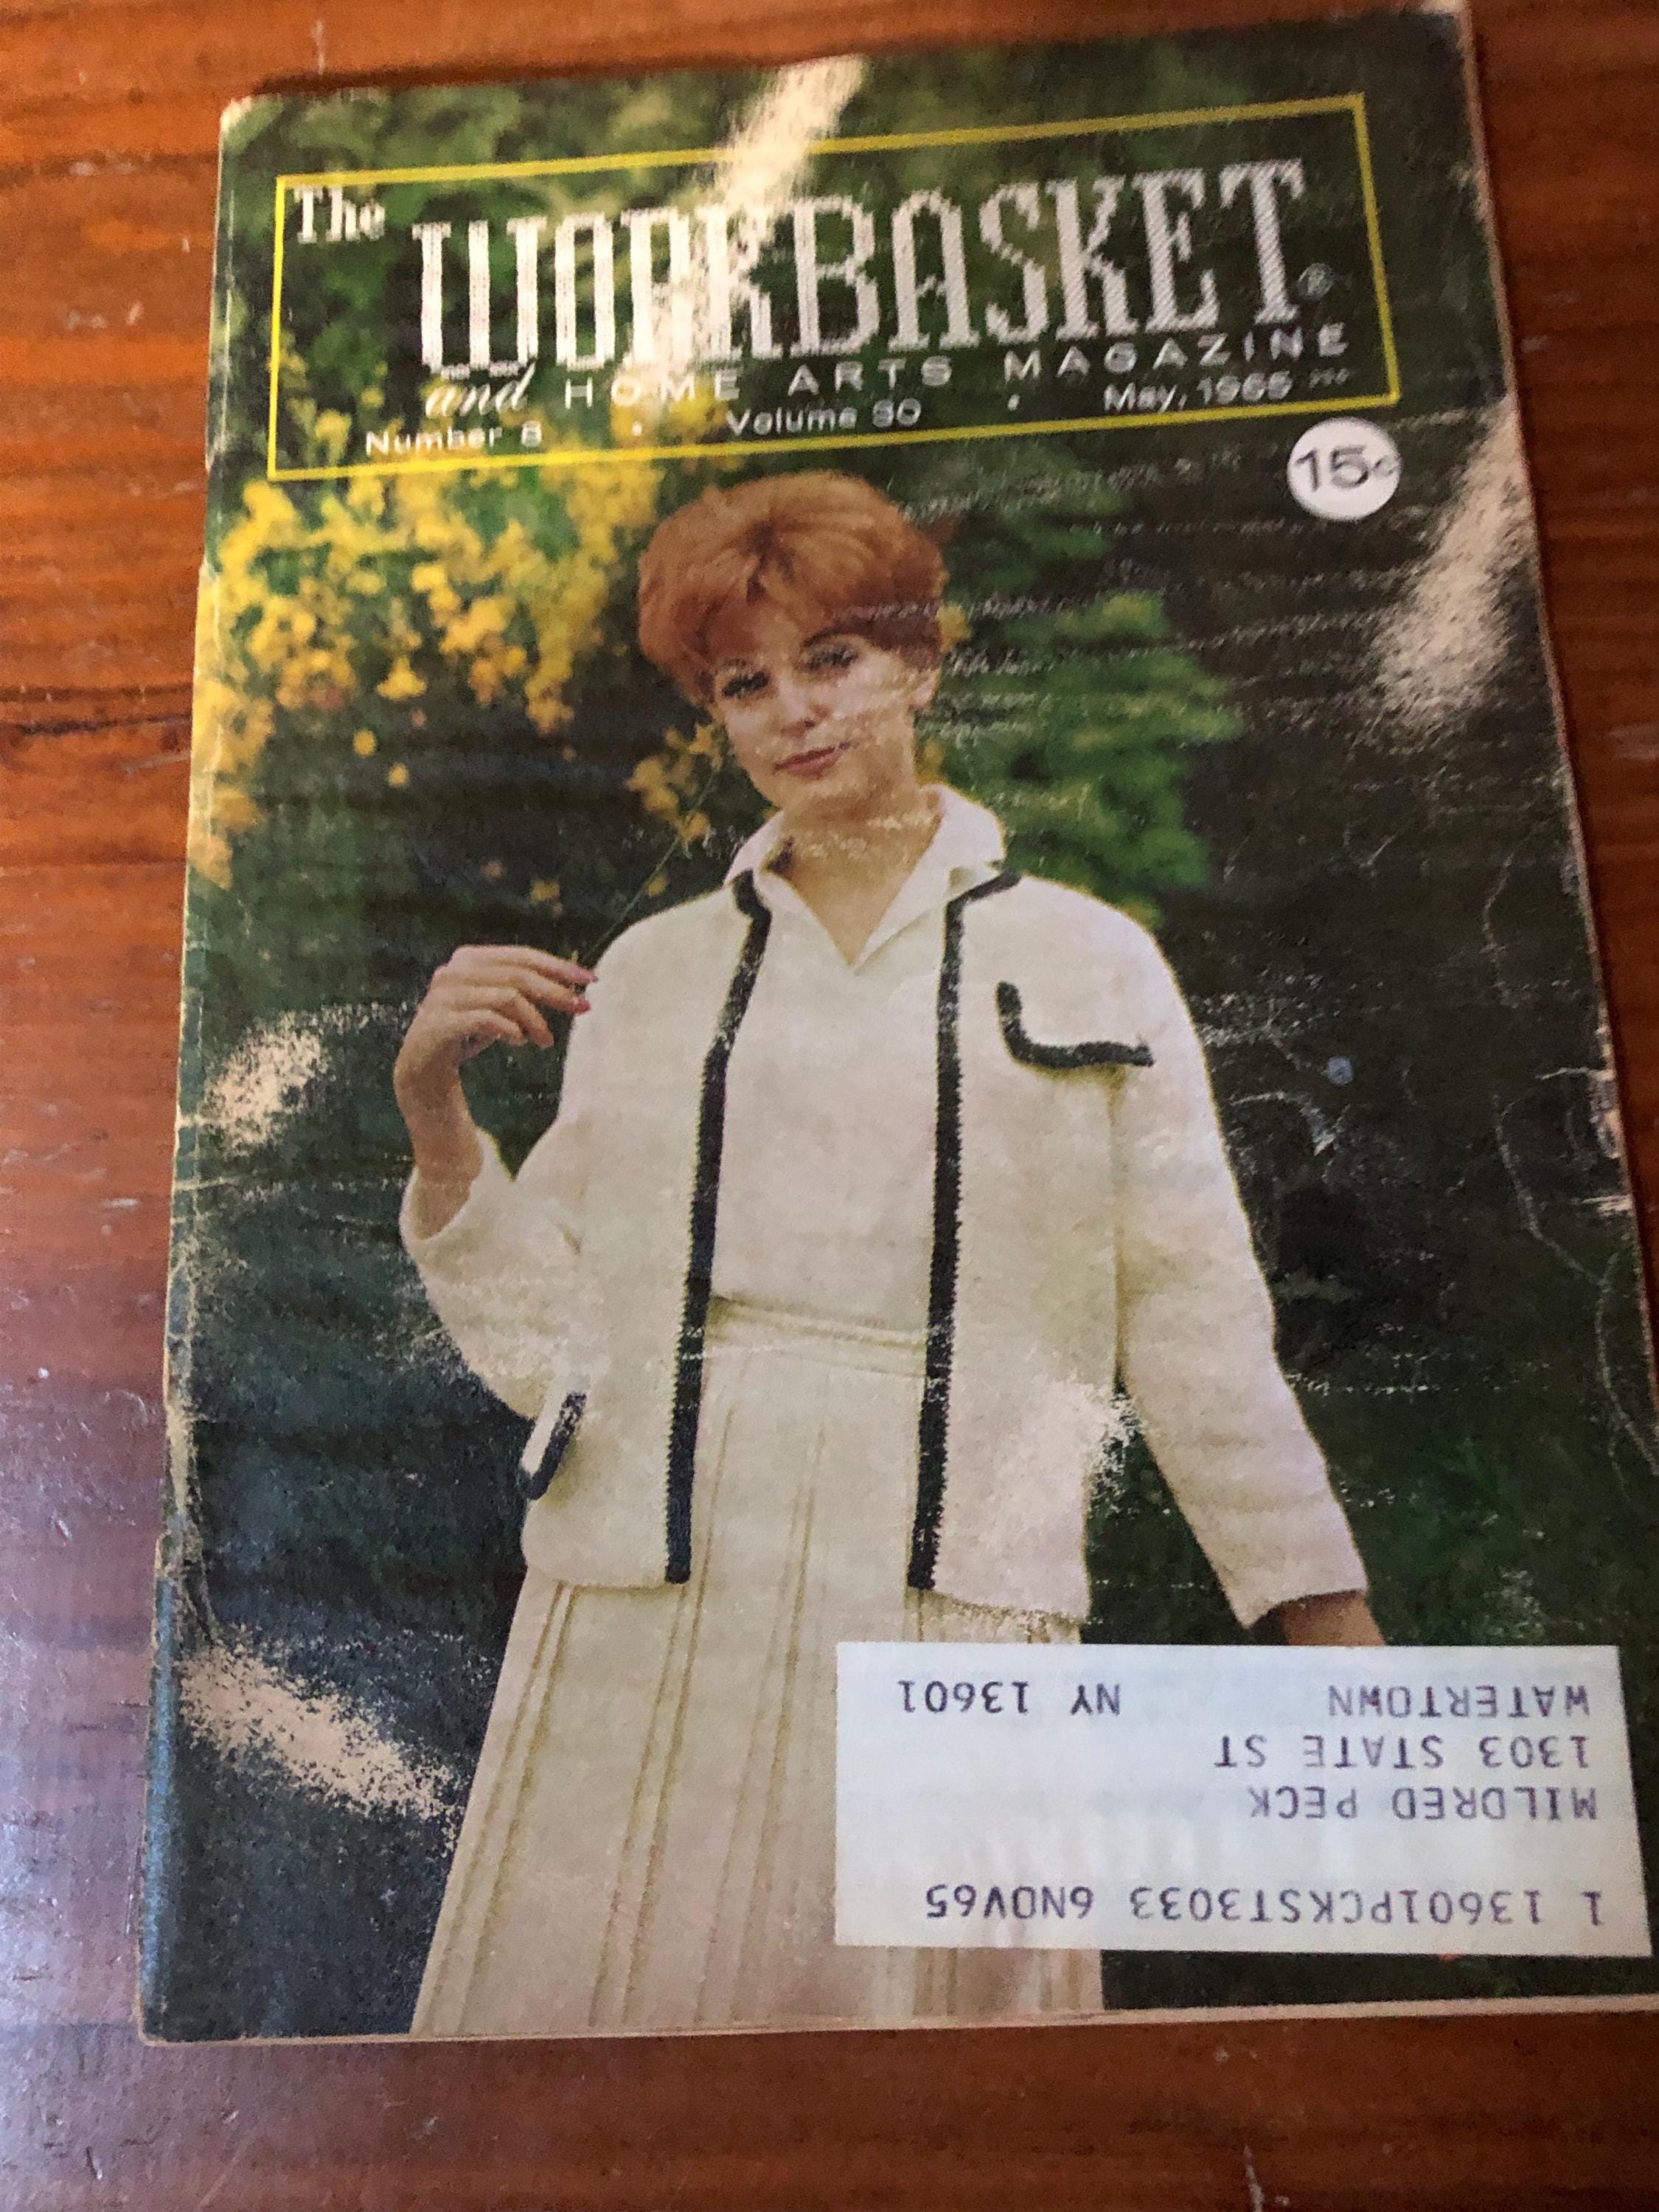 The
WORKBASKET®
and HOME ARTS MAGAZINE
Number 8 • Volume 30 • May, 1965
15¢
1 13601PCKST3033 6NOV65
MILDRED PECK
1303 STATE ST
WATERTOWN NY 13601